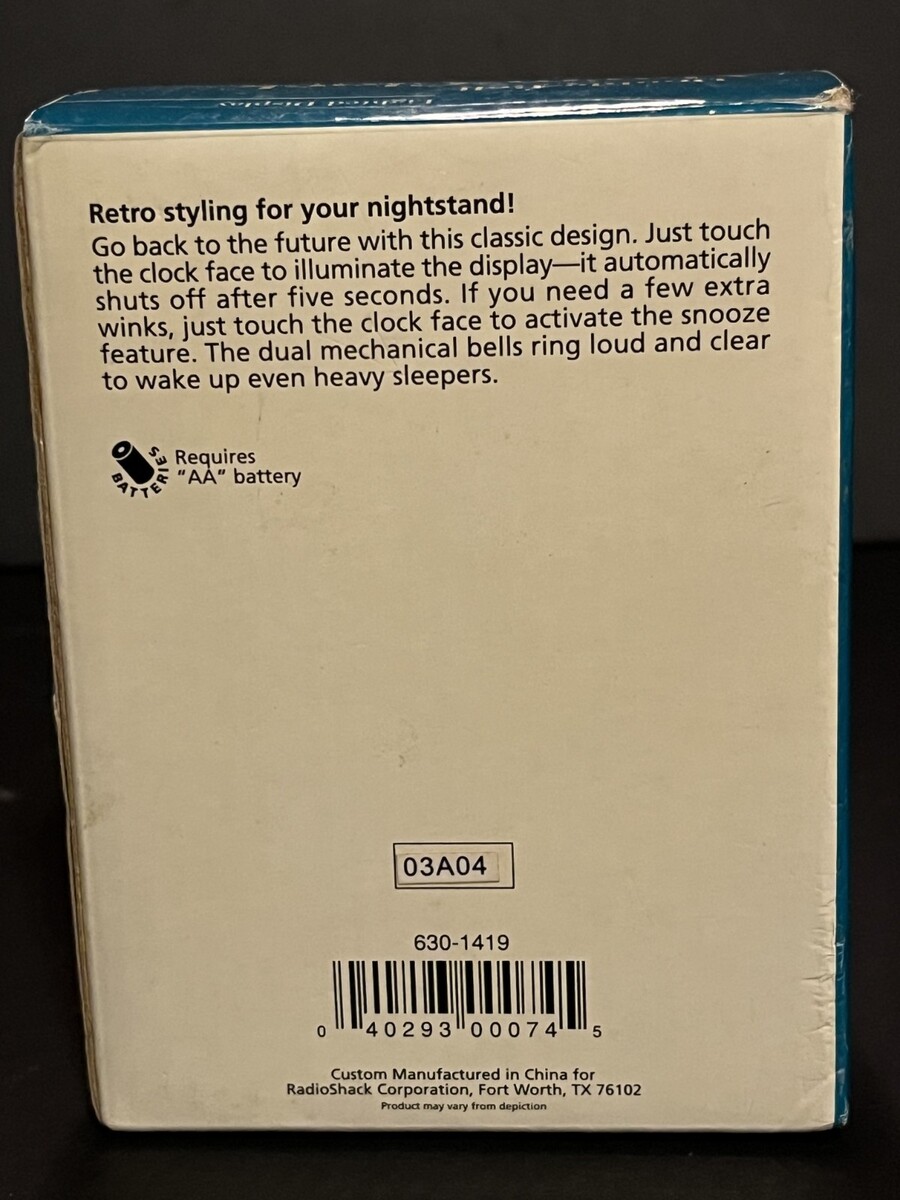 Retro styling for your nightstand!
Go back to the future with this classic design. Just touch
the clock face to illuminate the display—it automatically
shuts off after five seconds. If you need a few extra
winks, just touch the clock face to activate the snooze
feature. The dual mechanical bells ring loud and clear
to wake up even heavy sleepers.
BATTERIES
Requires
"AA" battery
03A04
630-1419
0 40293 00074 5
Custom Manufactured in China for
RadioShack Corporation, Fort Worth, TX 76102
Product may vary from depiction